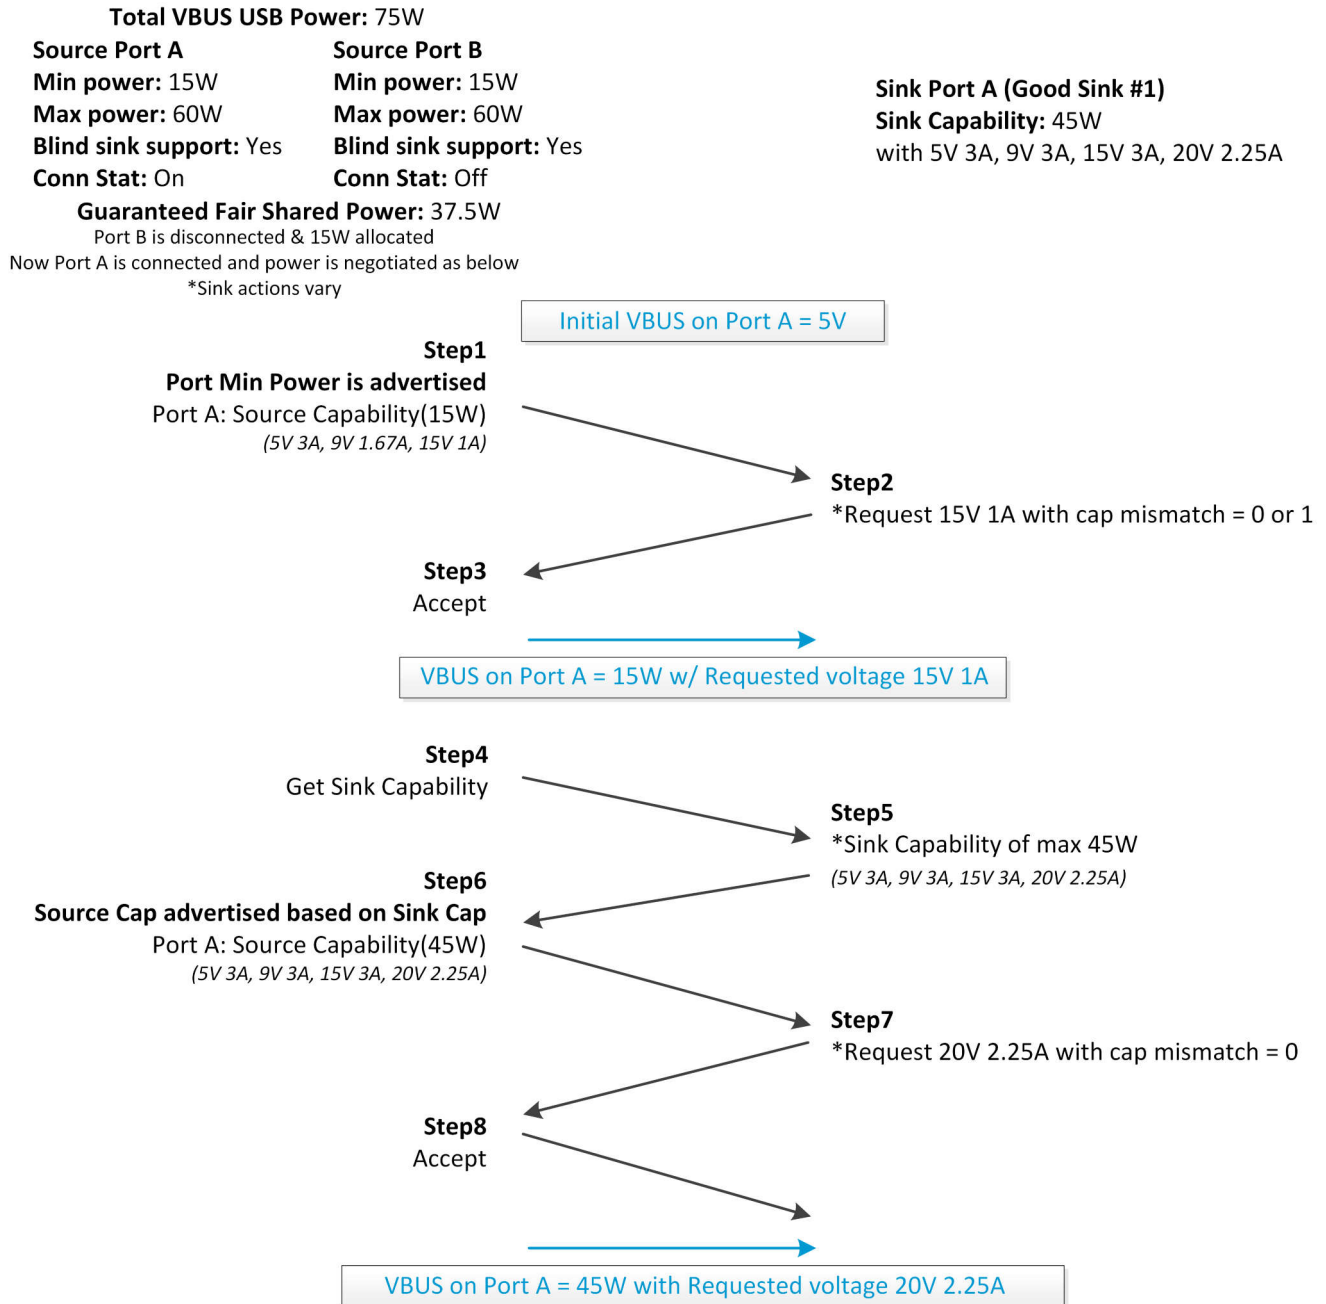 Total VBUS USB Power: 75W
Source Port A
Min power: 15W
Max power: 60W
Blind sink support: Yes
Conn Stat: On
Source Port B
Min power: 15W
Max power: 60W
Blind sink support: Yes
Conn Stat: Off
Guaranteed Fair Shared Power: 37.5W
Port B is disconnected & 15W allocated
Now Port A is connected and power is negotiated as below
*Sink actions vary
Sink Port A (Good Sink #1)
Sink Capability: 45W
with 5V 3A, 9V 3A, 15V 3A, 20V 2.25A
Initial VBUS on Port A = 5V
Step1
Port Min Power is advertised
Port A: Source Capability(15W)
(5V 3A, 9V 1.67A, 15V 1A)
Step2
*Request 15V 1A with cap mismatch = 0 or 1
Step3
Accept
VBUS on Port A = 15W w/ Requested voltage 15V 1A
Step4
Get Sink Capability
Step5
*Sink Capability of max 45W
(5V 3A, 9V 3A, 15V 3A, 20V 2.25A)
Step6
Source Cap advertised based on Sink Cap
Port A: Source Capability(45W)
(5V 3A, 9V 3A, 15V 3A, 20V 2.25A)
Step7
*Request 20V 2.25A with cap mismatch = 0
Step8
Accept
VBUS on Port A = 45W with Requested voltage 20V 2.25A